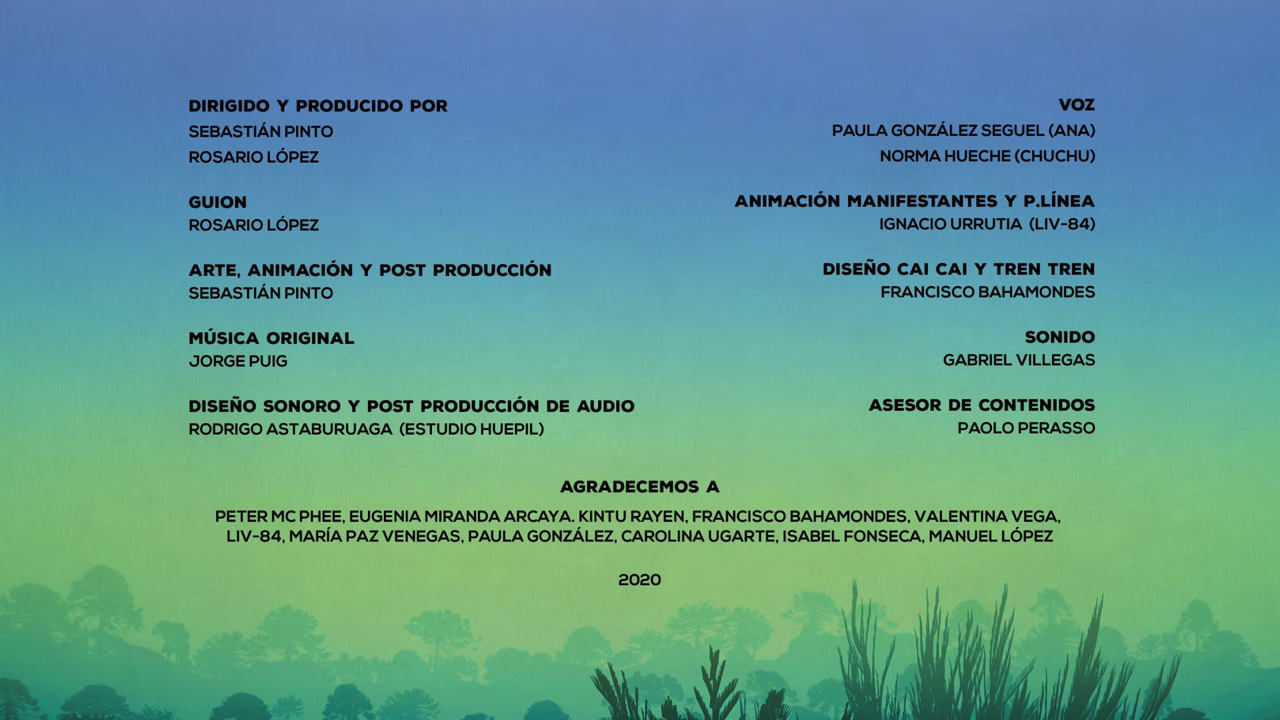 DIRIGIDO Y PRODUCIDO POR
SEBASTIÁN PINTO
ROSARIO LÓPEZ
GUION
ROSARIO LÓPEZ
ARTE, ANIMACIÓN Y POST PRODUCCIÓN
SEBASTIÁN PINTO
MÚSICA ORIGINAL
JORGE PUIG
DISEÑO SONORO Y POST PRODUCCIÓN DE AUDIO
RODRIGO ASTABURUAGA (ESTUDIO HUEPIL)
VOZ
PAULA GONZÁLEZ SEGUEL (ANA)
NORMA HUECHE (CHUCHU)
ANIMACIÓN MANIFESTANTES Y P.LÍNEA
IGNACIO URRUTIA (LIV-84)
DISEÑO CAI CAI Y TREN TREN
FRANCISCO BAHAMONDES
SONIDO
GABRIEL VILLEGAS
ASESOR DE CONTENIDOS
PAOLO PERASSO
AGRADECEMOS A
PETER MC PHEE, EUGENIA MIRANDA ARCAYA. KINTU RAYEN, FRANCISCO BAHAMONDES, VALENTINA VEGA,
LIV-84, MARÍA PAZ VENEGAS, PAULA GONZÁLEZ, CAROLINA UGARTE, ISABEL FONSECA, MANUEL LÓPEZ
2020